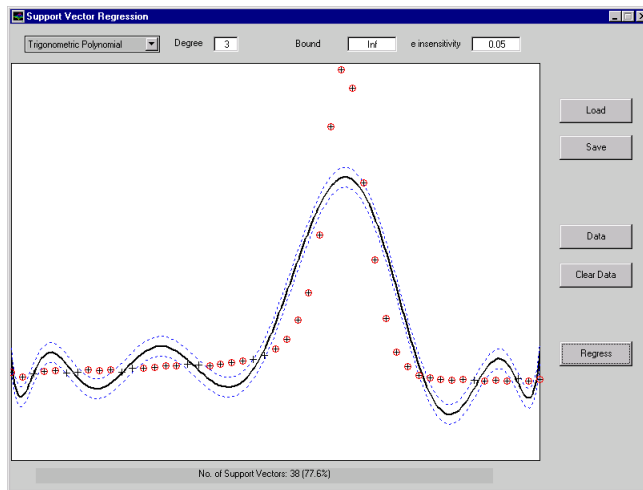 Support Vector Regression
Trigonometric Polynomial Degree 3 Bound Inf e insensitivity 0.05
Load
Save
Data
Clear Data
Regress
No. of Support Vectors: 38 (77.6%)